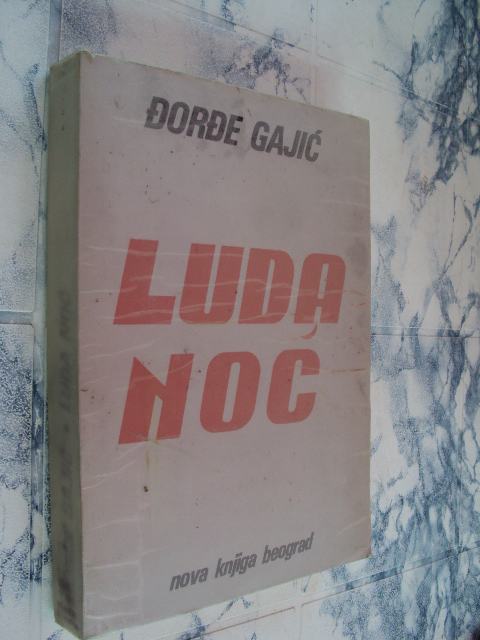 ĐORĐE GAJIĆ
LUDA
NOĆ
nova knjiga beograd